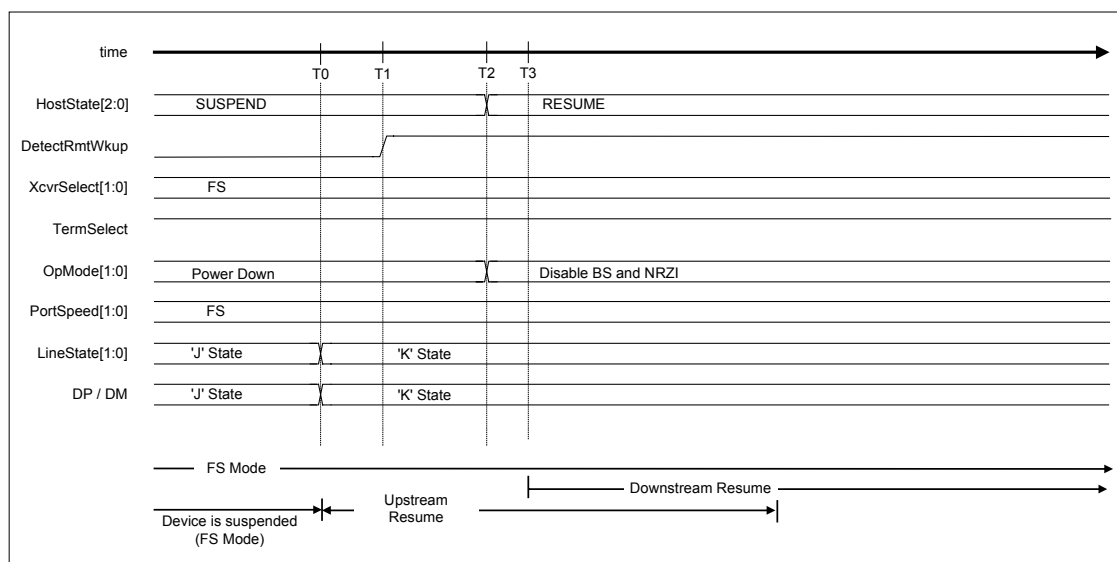 time
T0 T1 T2 T3
HostState[2:0] SUSPEND RESUME
DetectRmtWkup
XcvrSelect[1:0] FS
TermSelect
OpMode[1:0] Power Down Disable BS and NRZI
PortSpeed[1:0] FS
LineState[1:0] 'J' State 'K' State
DP / DM 'J' State 'K' State
FS Mode
Downstream Resume
Upstream
Resume
Device is suspended
(FS Mode)